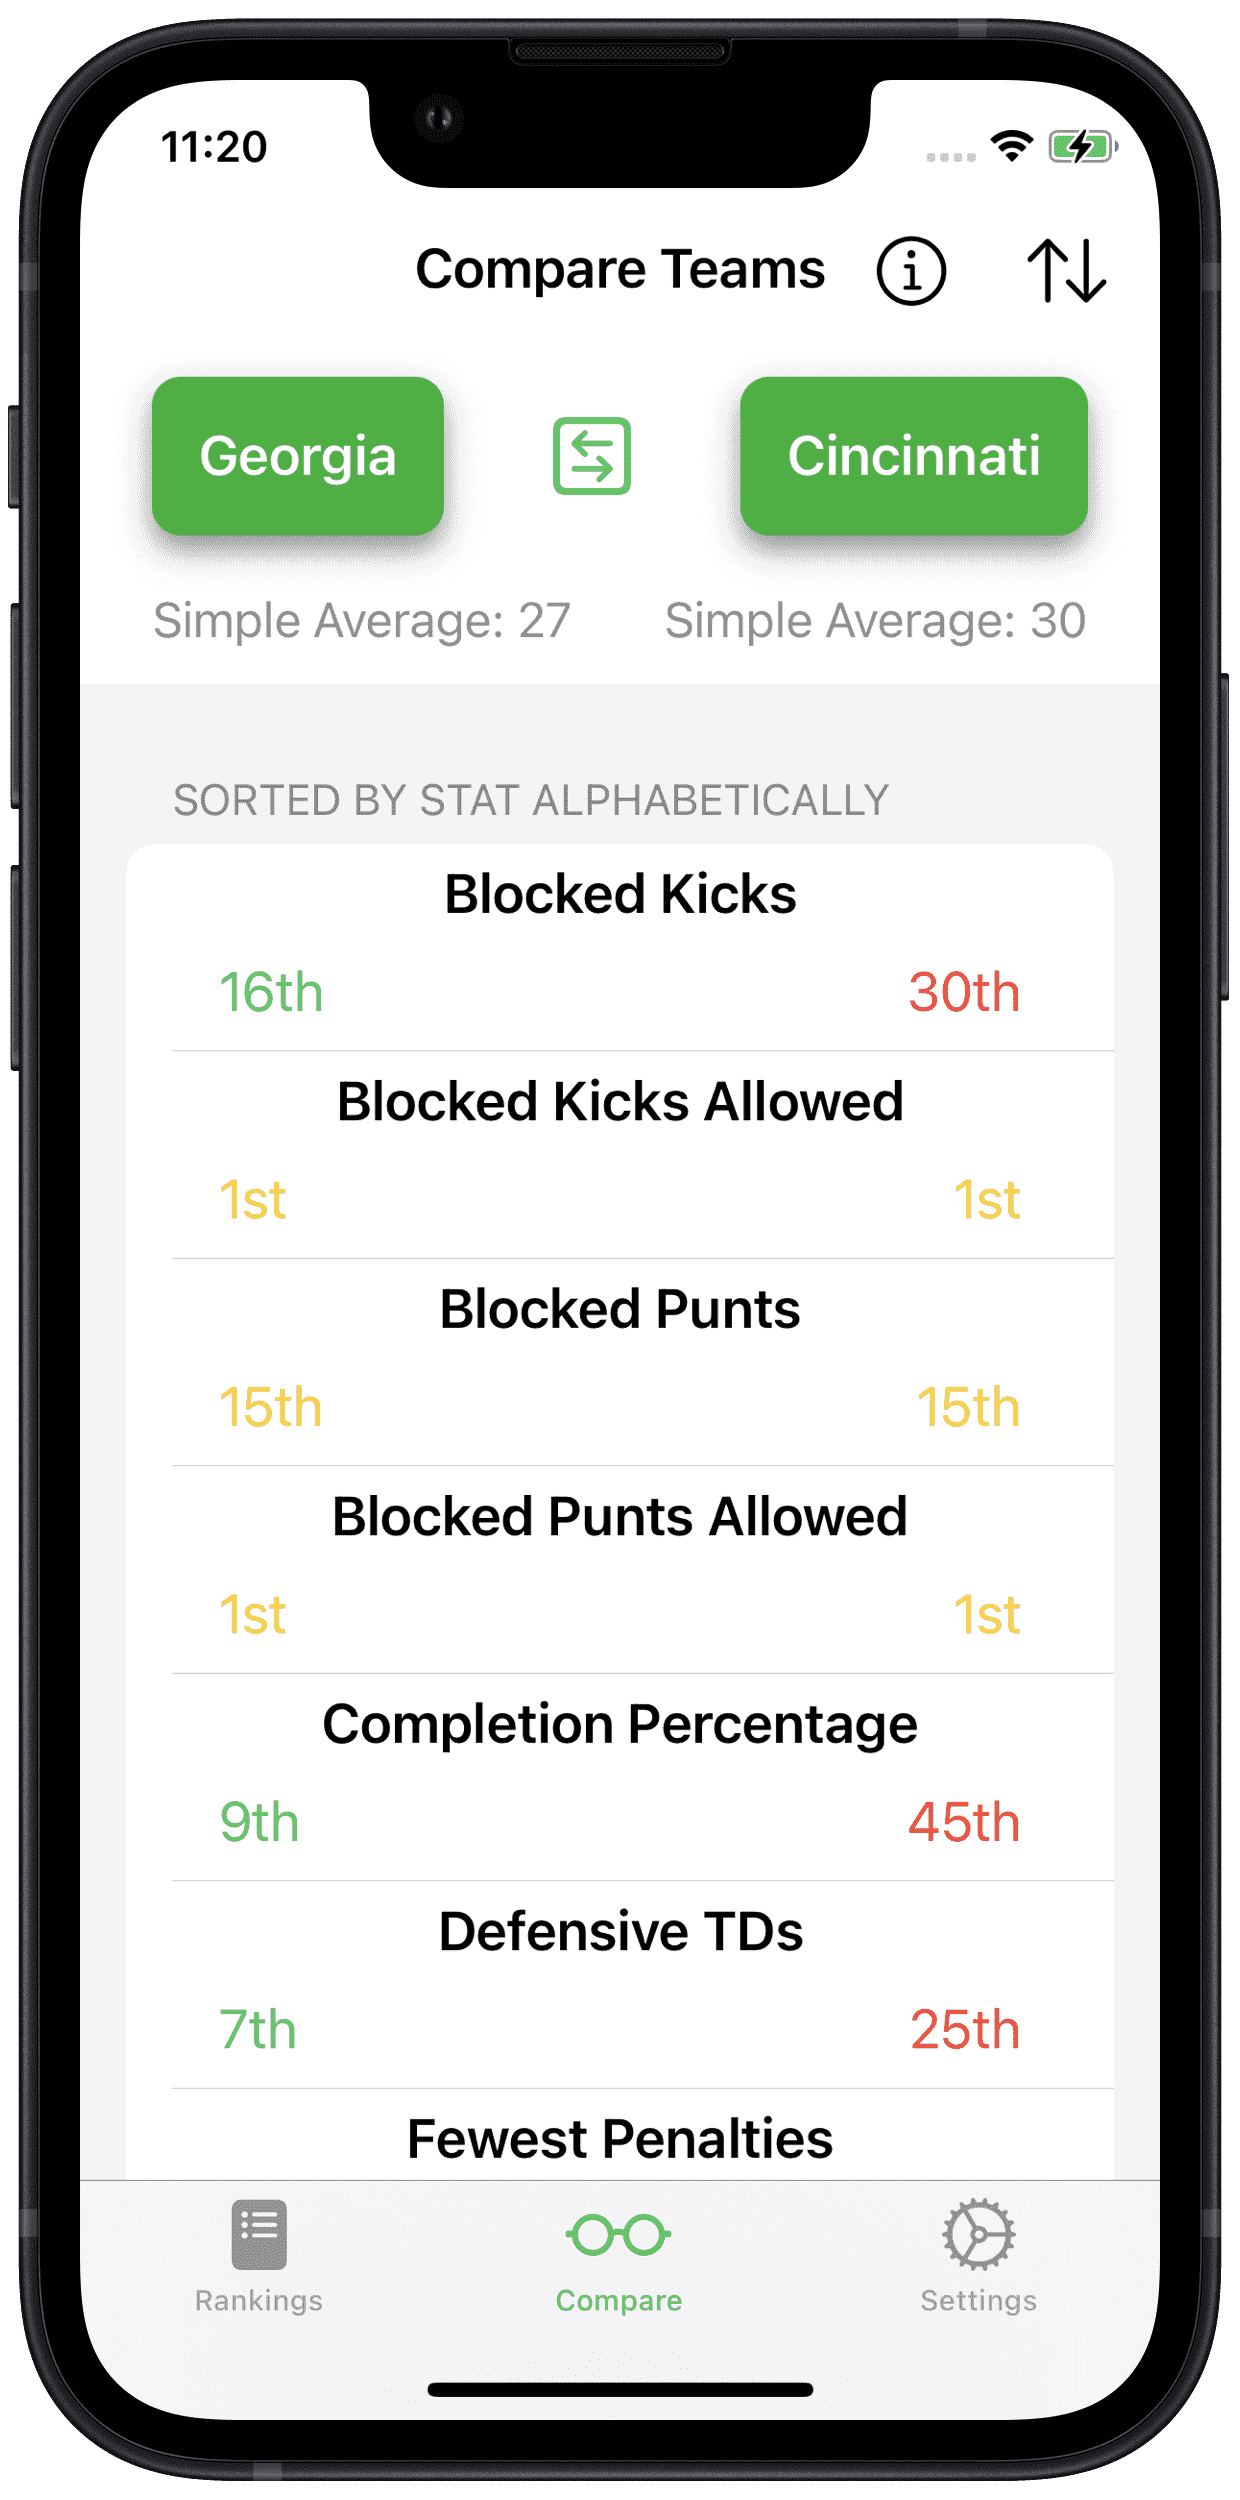 11:20
Compare Teams
Georgia
Cincinnati
Simple Average: 27
Simple Average: 30
SORTED BY STAT ALPHABETICALLY
Blocked Kicks
16th 30th
Blocked Kicks Allowed
1st 1st
Blocked Punts
15th 15th
Blocked Punts Allowed
1st 1st
Completion Percentage
9th 45th
Defensive TDs
7th 25th
Fewest Penalties
Rankings Compare Settings